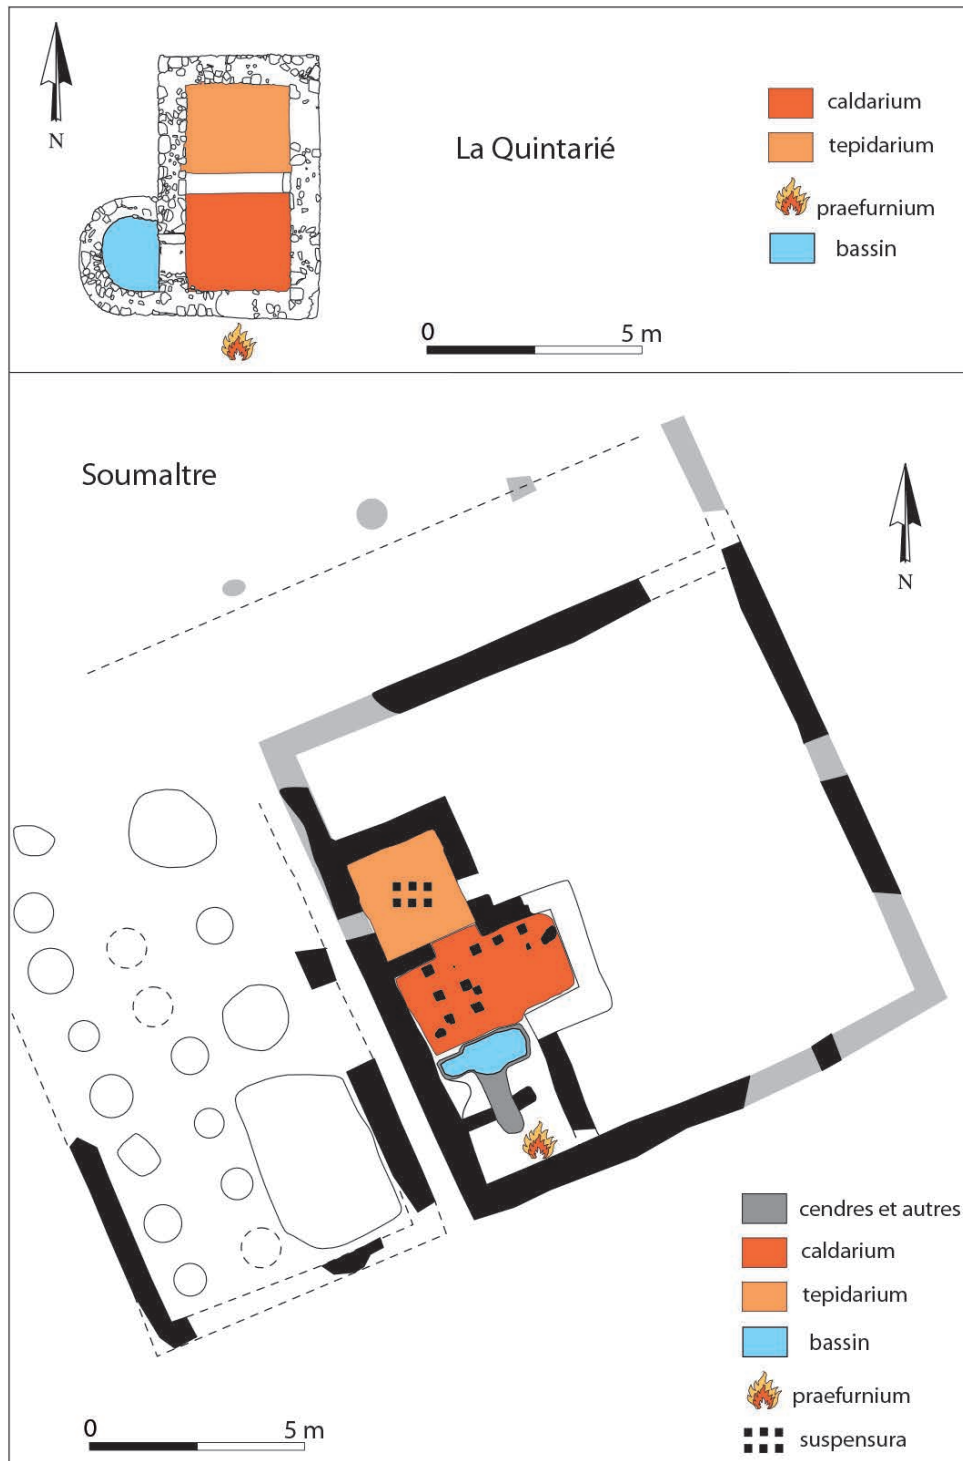 N
La Quintarié
caldarium
tepidarium
praefurnium
bassin
0 5 m
Soumaltre
N
cendres et autres
caldarium
tepidarium
bassin
praefurnium
suspensura
0 5 m